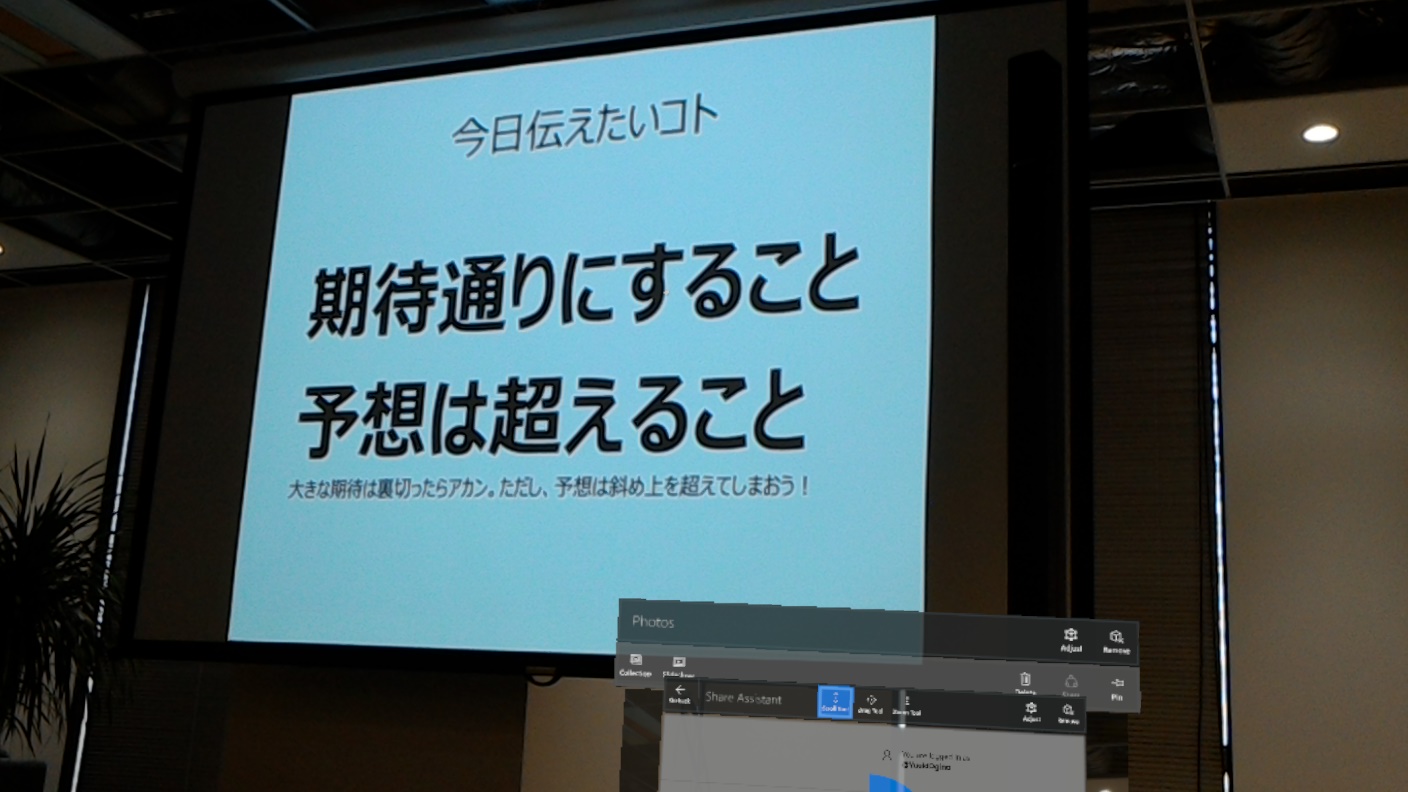 今日伝えたいコト
期待通りにすること
予想は超えること
大きな期待は裏切ったらアカン。ただし、予想は斜め上を超えてしまおう！
Photos
Adjust
Remove
Collection
Slideshow
Delete
Share
Pin
Go back
Share Assistant
Scroll Tool
Drag Tool
Zoom Tool
Adjust
Remove
You are logged in as